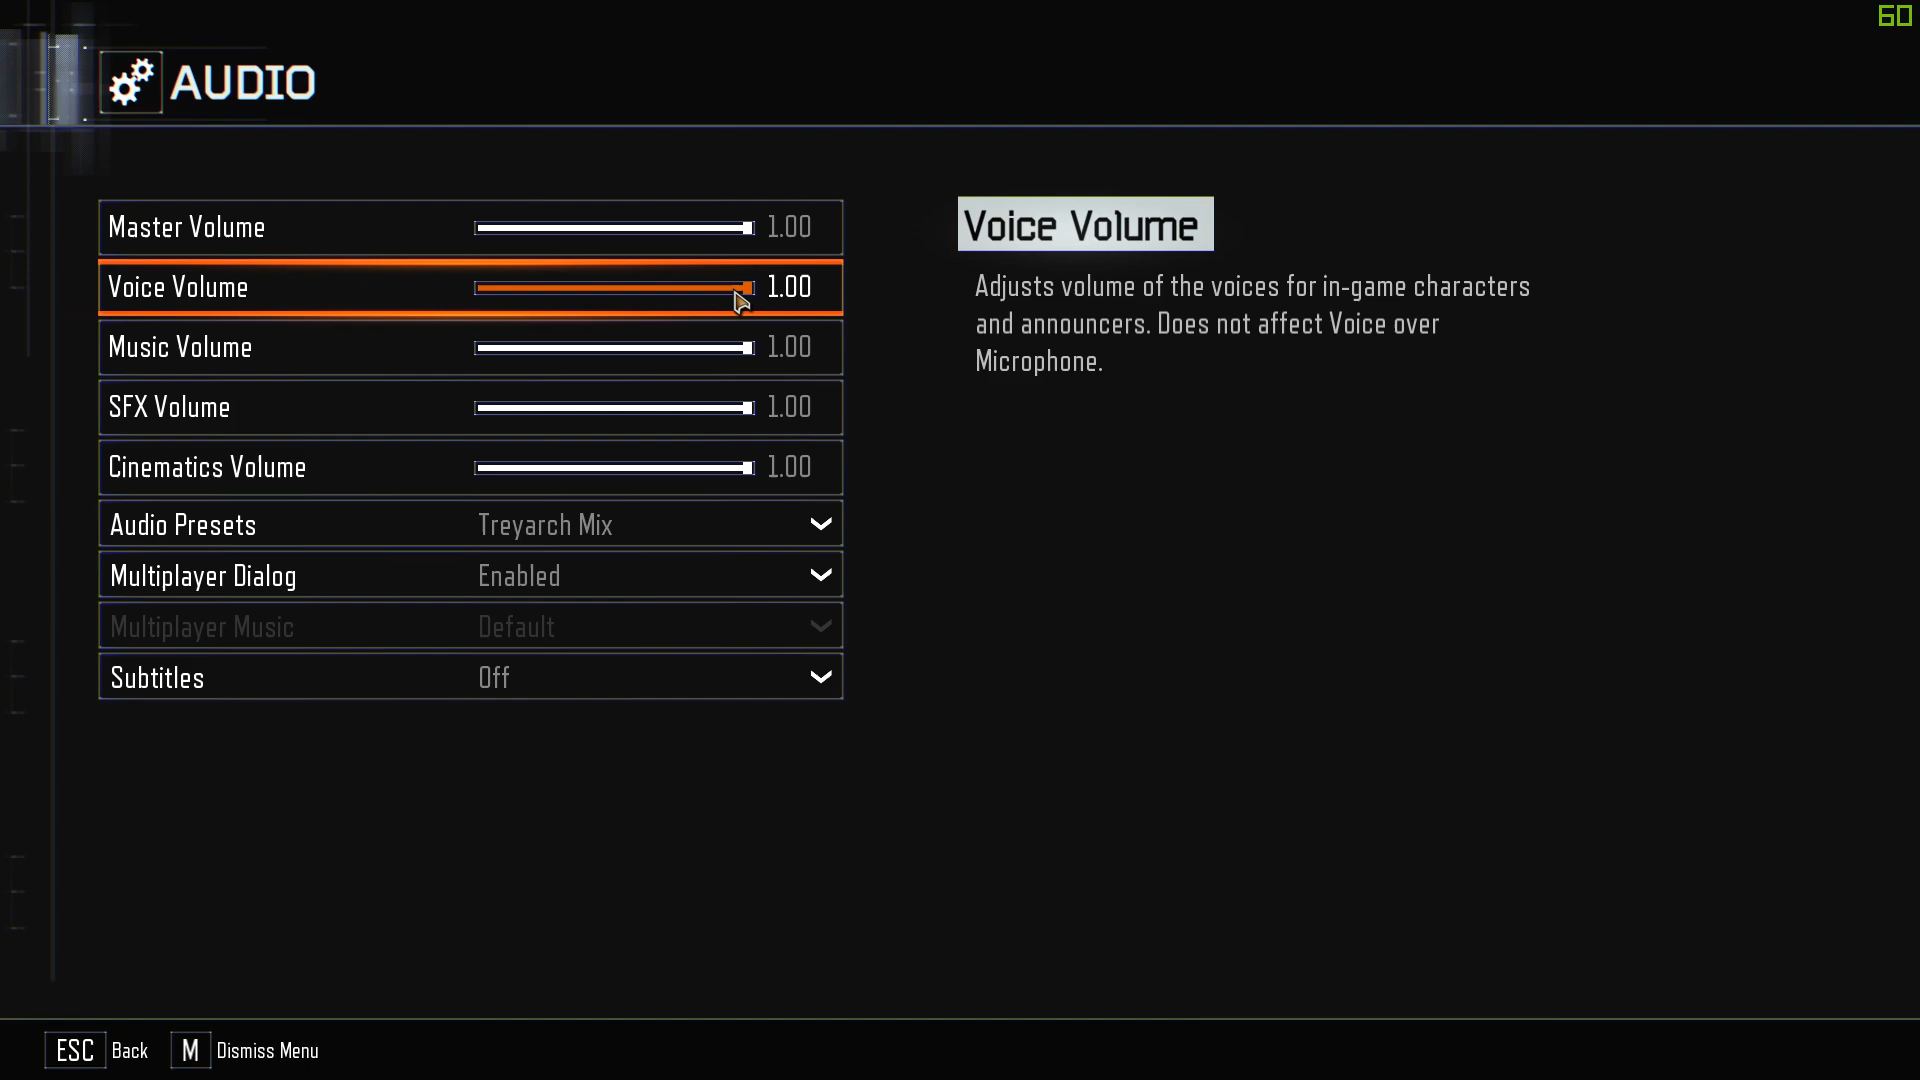 60
AUDIO
Master Volume 1.00
Voice Volume 1.00
Music Volume 1.00
SFX Volume 1.00
Cinematics Volume 1.00
Audio Presets Treyarch Mix
Multiplayer Dialog Enabled
Multiplayer Music Default
Subtitles Off
Voice Volume
Adjusts volume of the voices for in-game characters
and announcers. Does not affect Voice over
Microphone.
ESC Back M Dismiss Menu